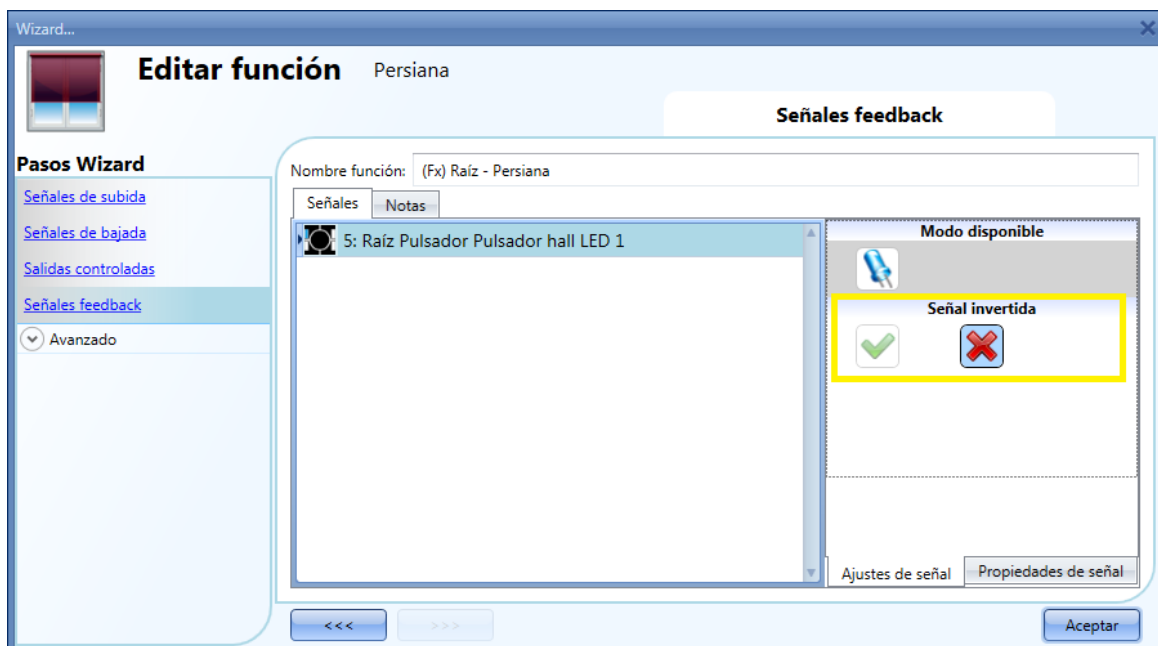 Wizard...
Editar función Persiana
Señales feedback
Pasos Wizard
Señales de subida
Señales de bajada
Salidas controladas
Señales feedback
Avanzado
Nombre función: (Fx) Raíz - Persiana
Señales Notas
5: Raíz Pulsador Pulsador hall LED 1
Modo disponible
Señal invertida
Ajustes de señal Propiedades de señal
<<< >>> Aceptar